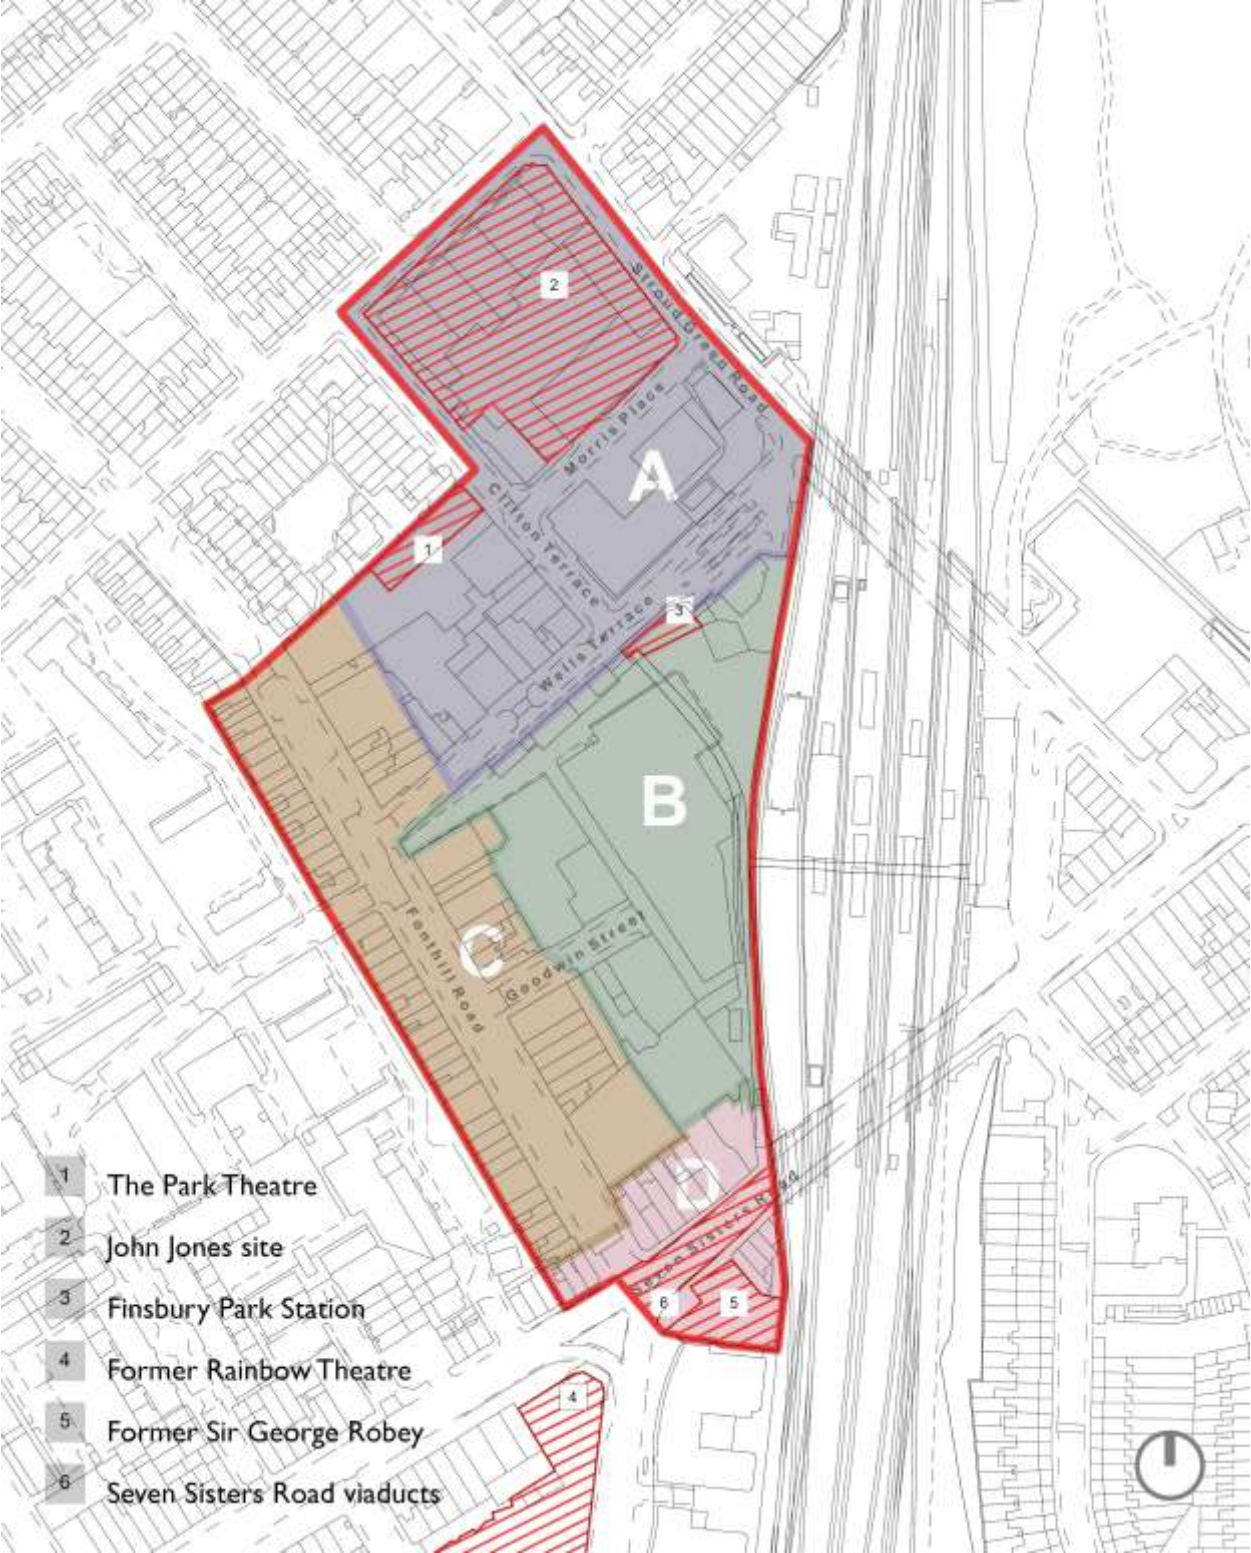 2
Stroud Green Road
Morris Place
A
Clifton Terrace
1
3
Wells Terrace
B
C
Fonthill Road
Goodwin Street
D
Seven Sisters Road
6
5
4
1 The Park Theatre
2 John Jones site
3 Finsbury Park Station
4 Former Rainbow Theatre
5 Former Sir George Robey
6 Seven Sisters Road viaducts